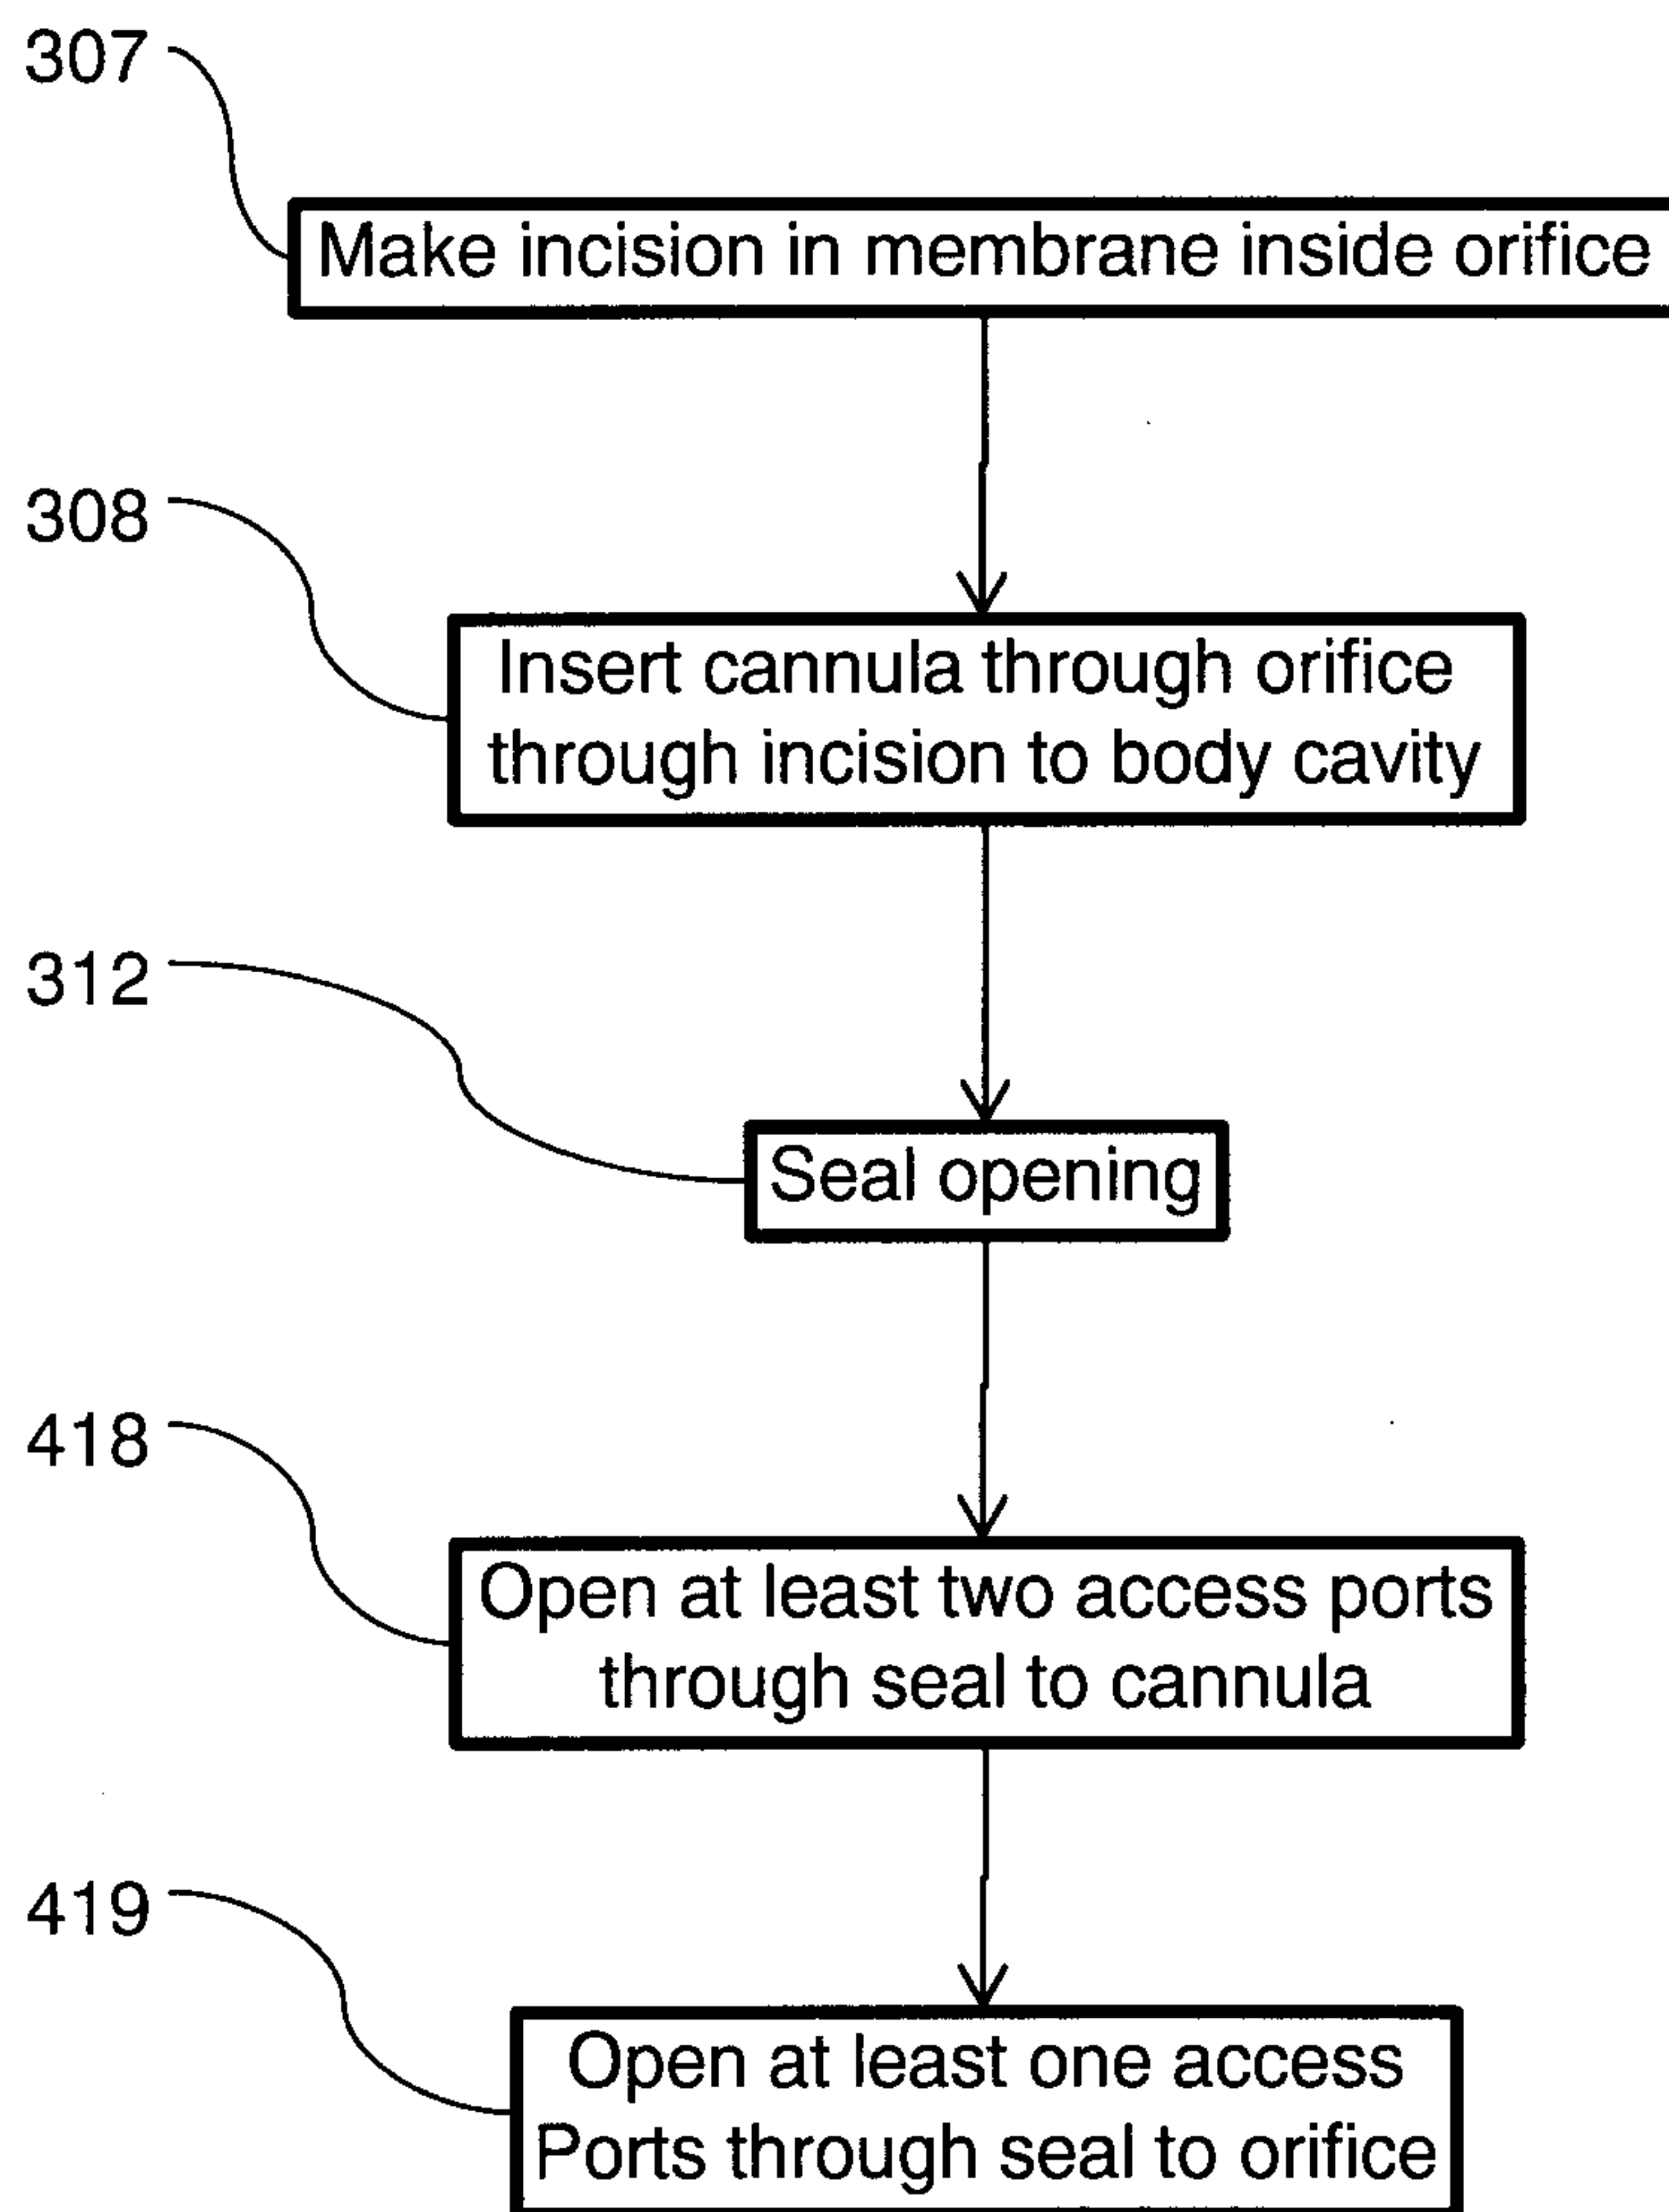 307
Make incision in membrane inside orifice
308
Insert cannula through orifice
through incision to body cavity
312
Seal opening
418
Open at least two access ports
through seal to cannula
419
Open at least one access
Ports through seal to orifice